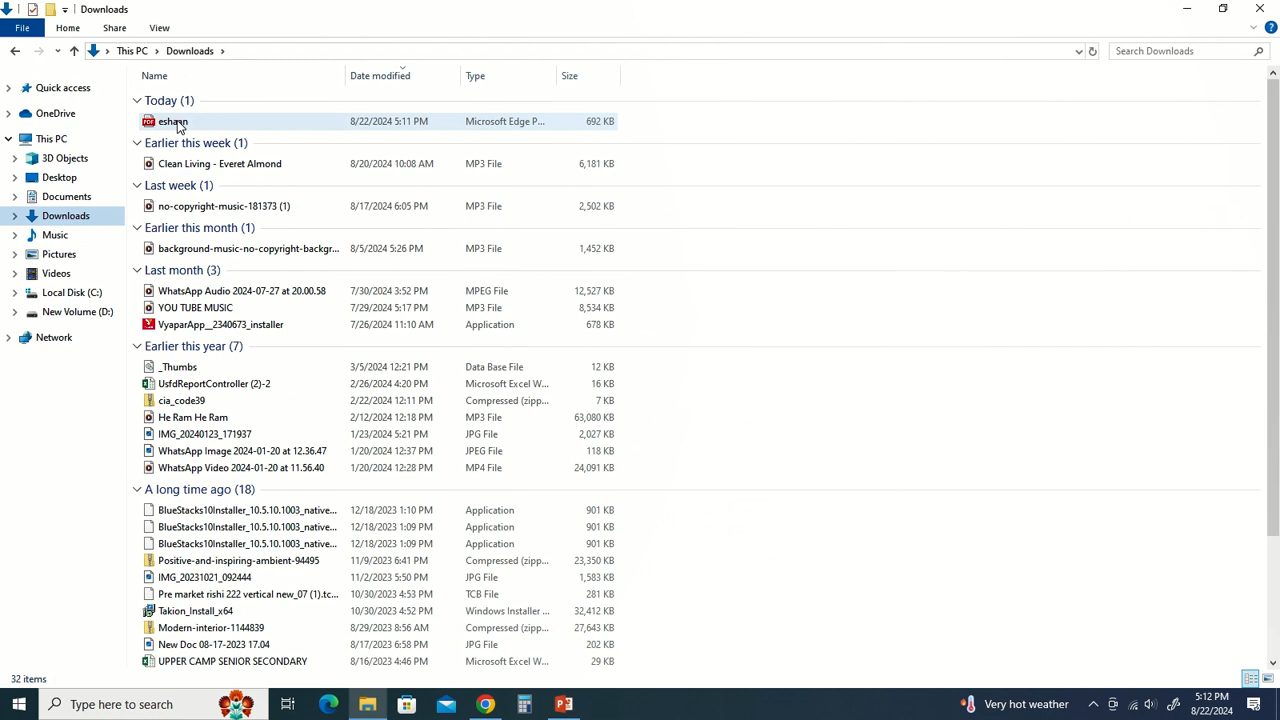 Downloads
File Home Share View
This PC Downloads Search Downloads
Name Date modified Type Size
Quick access
OneDrive
This PC
3D Objects
Desktop
Documents
Downloads
Music
Pictures
Videos
Local Disk (C:)
New Volume (D:)
Network
Today (1)
8/22/2024 5:11 PM Microsoft Edge P... 692 KB
Earlier this week (1)
Clean Living - Everet Almond 8/20/2024 10:08 AM MP3 File 6,181 KB
Last week (1)
no-copyright-music-181373 (1) 8/17/2024 6:05 PM MP3 File 2,502 KB
Earlier this month (1)
background-music-no-copyright-backgr... 8/5/2024 5:26 PM MP3 File 1,452 KB
Last month (3)
WhatsApp Audio 2024-07-27 at 20.00.58 7/30/2024 3:52 PM MPEG File 12,527 KB
YOU TUBE MUSIC 7/29/2024 5:17 PM MP3 File 8,534 KB
VyaparApp__2340673_installer 7/26/2024 11:10 AM Application 678 KB
Earlier this year (7)
_Thumbs 3/5/2024 12:21 PM Data Base File 12 KB
UsfdReportController (2)-2 2/26/2024 4:20 PM Microsoft Excel W... 16 KB
cia_code39 2/22/2024 12:11 PM Compressed (zipp... 7 KB
He Ram He Ram 2/12/2024 12:18 PM MP3 File 63,080 KB
IMG_20240123_171937 1/23/2024 5:21 PM JPG File 2,027 KB
WhatsApp Image 2024-01-20 at 12.36.47 1/20/2024 12:37 PM JPEG File 118 KB
WhatsApp Video 2024-01-20 at 11.56.40 1/20/2024 12:28 PM MP4 File 24,091 KB
A long time ago (18)
BlueStacks10Installer_10.5.10.1003_native... 12/18/2023 1:10 PM Application 901 KB
BlueStacks10Installer_10.5.10.1003_native... 12/18/2023 1:09 PM Application 901 KB
BlueStacks10Installer_10.5.10.1003_native... 12/18/2023 1:09 PM Application 901 KB
Positive-and-inspiring-ambient-94495 11/9/2023 6:41 PM Compressed (zipp... 23,350 KB
IMG_20231021_092444 11/2/2023 5:50 PM JPG File 1,583 KB
Pre market rishi 222 vertical new_07 (1).tc... 10/30/2023 4:53 PM TCB File 281 KB
Takion_Install_x64 10/30/2023 4:52 PM Windows Installer ... 32,412 KB
Modern-interior-1144839 8/29/2023 8:56 AM Compressed (zipp... 27,643 KB
New Doc 08-17-2023 17.04 8/17/2023 6:58 PM JPG File 202 KB
UPPER CAMP SENIOR SECONDARY 8/16/2023 4:46 PM Microsoft Excel W... 29 KB
32 items
Type here to search Very hot weather 5:12 PM
8/22/2024